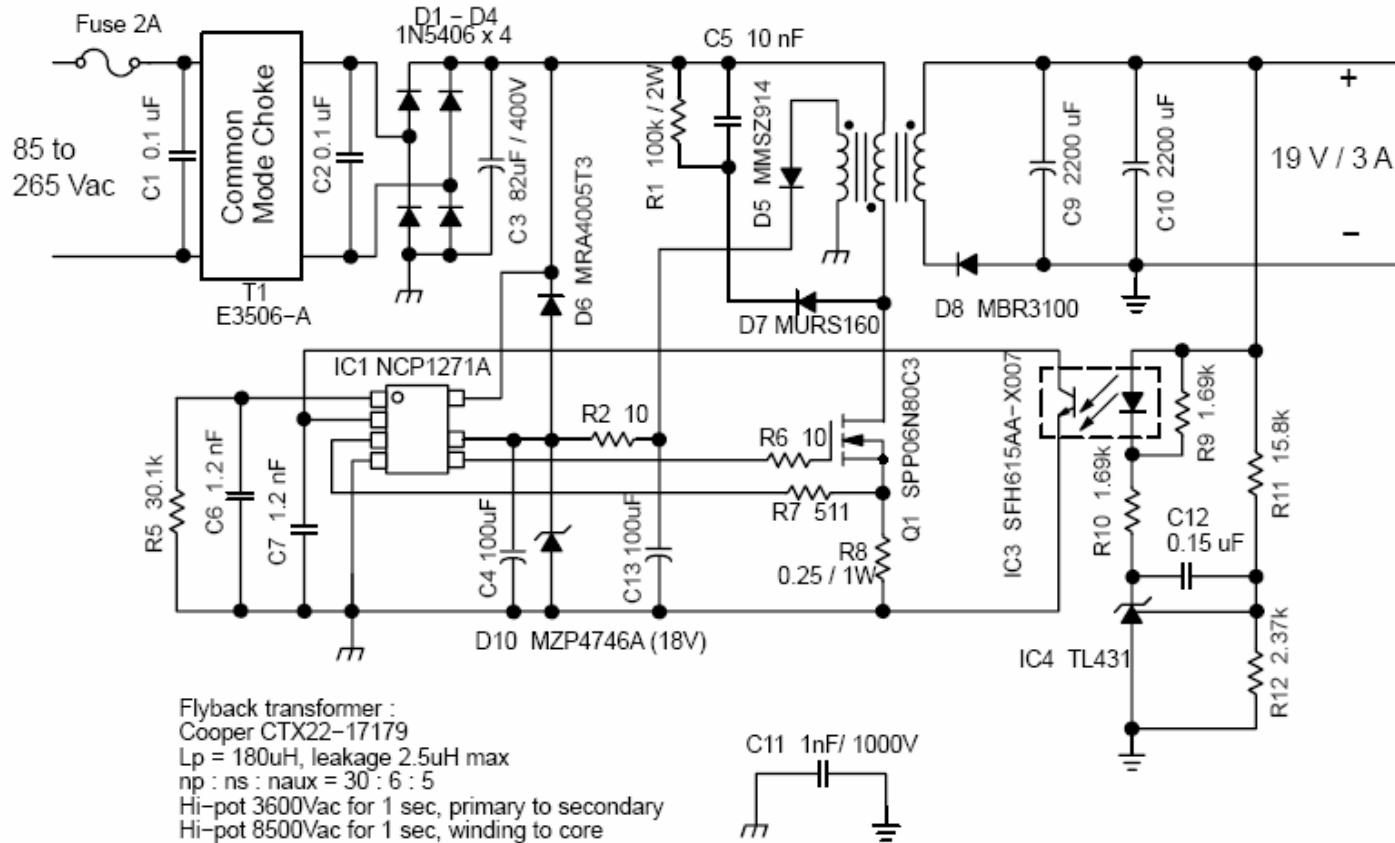 Fuse 2A
D1 – D4
1N5406 x 4
C5 10 nF
85 to
265 Vac
C1 0.1 uF
Common
Mode Choke
C2 0.1 uF
C3 82uF / 400V
R1 100k / 2W
D5 MMSZ914
C9 2200 uF
C10 2200 uF
+
19 V / 3 A
–
T1
E3506–A
D6 MRA4005T3
D7 MURS160
D8 MBR3100
IC1 NCP1271A
R2 10
R6 10
R7 511
R8
0.25 / 1W
Q1 SPP06N80C3
IC3 SFH615AA–X007
R9 1.69k
R10 1.69k
R11 15.8k
C12
0.15 uF
R5 30.1k
C6 1.2 nF
C7 1.2 nF
C4 100uF
C13 100uF
D10 MZP4746A (18V)
IC4 TL431
R12 2.37k
Flyback transformer :
Cooper CTX22–17179
Lp = 180uH, leakage 2.5uH max
np : ns : naux = 30 : 6 : 5
Hi–pot 3600Vac for 1 sec, primary to secondary
Hi–pot 8500Vac for 1 sec, winding to core
C11 1nF/ 1000V